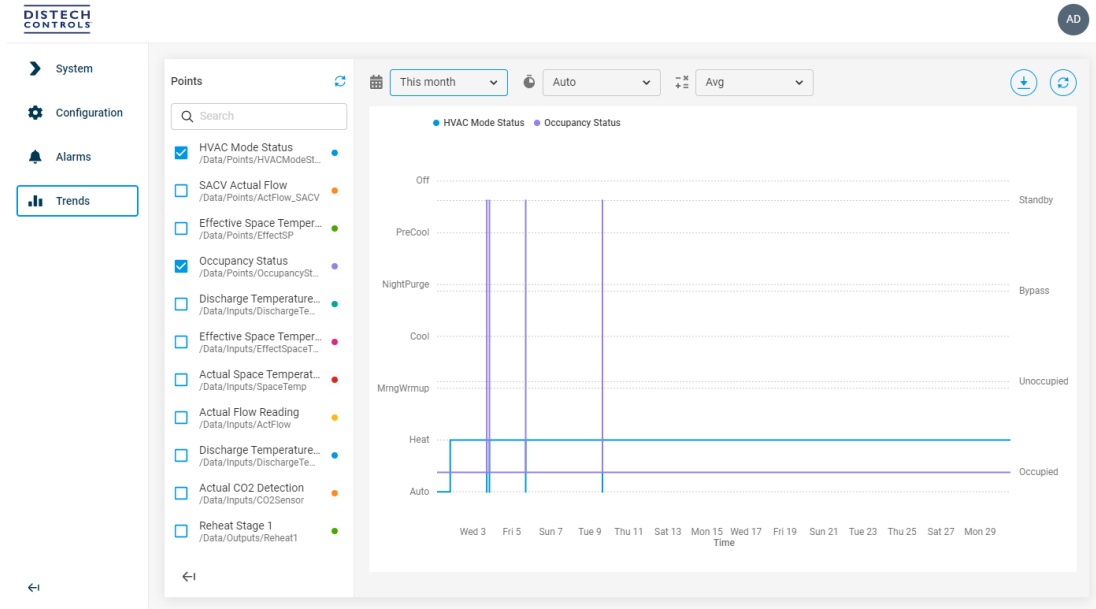 DISTECH
CONTROLS
AD
System
Configuration
Alarms
Trends
Points
Search
HVAC Mode Status
/Data/Points/HVACModeSt...
SACV Actual Flow
/Data/Points/ActFlow_SACV
Effective Space Temper...
/Data/Points/EffectSP
Occupancy Status
/Data/Points/OccupancySt...
Discharge Temperature...
/Data/Inputs/DischargeTe...
Effective Space Temper...
/Data/Inputs/EffectSpaceT...
Actual Space Temperat...
/Data/Inputs/SpaceTemp
Actual Flow Reading
/Data/Inputs/ActFlow
Discharge Temperature...
/Data/Inputs/DischargeTe...
Actual CO2 Detection
/Data/Inputs/CO2Sensor
Reheat Stage 1
/Data/Outputs/Reheat1
This month
Auto
Avg
HVAC Mode Status Occupancy Status
Off
Standby
PreCool
NightPurge
Bypass
Cool
Unoccupied
MrngWrmup
Heat
Occupied
Auto
Wed 3 Fri 5 Sun 7 Tue 9 Thu 11 Sat 13 Mon 15 Wed 17 Fri 19 Sun 21 Tue 23 Thu 25 Sat 27 Mon 29
Time